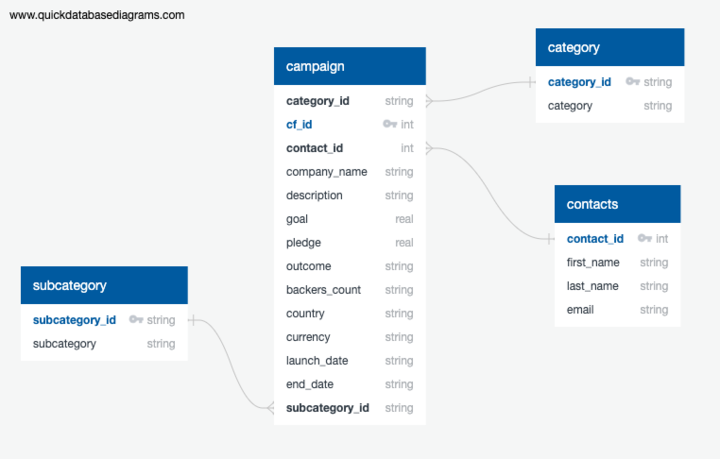 www.quickdatabasediagrams.com
campaign
category_id string
cf_id int
contact_id int
company_name string
description string
goal real
pledge real
outcome string
backers_count string
country string
currency string
launch_date string
end_date string
subcategory_id string
category
category_id string
category string
contacts
contact_id int
first_name string
last_name string
email string
subcategory
subcategory_id string
subcategory string